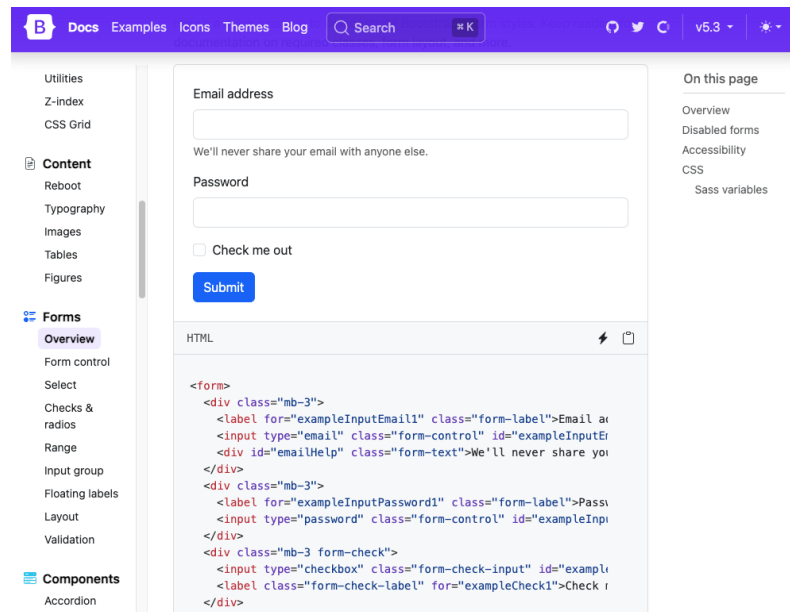 B Docs Examples Icons Themes Blog Search ⌘ K v5.3
documentation on required
Utilities
Z-index
CSS Grid
Content
Reboot
Typography
Images
Tables
Figures
Forms
Overview
Form control
Select
Checks &
radios
Range
Input group
Floating labels
Layout
Validation
Components
Accordion
Email address
We'll never share your email with anyone else.
Password
Check me out
Submit
HTML
<form>
<div class="mb-3">
<label for="exampleInputEmail1" class="form-label">Email
<input type="email" class="form-control" id="exampleInputE
<div id="emailHelp" class="form-text">We'll never share you
</div>
<div class="mb-3">
<label for="exampleInputPassword1" class="form-label">Passw
<input type="password" class="form-control" id="exampleInpu
</div>
<div class="mb-3 form-check">
<input type="checkbox" class="form-check-input" id="example
<label class="form-check-label" for="exampleCheck1">Check
</div>
On this page
Overview
Disabled forms
Accessibility
CSS
Sass variables